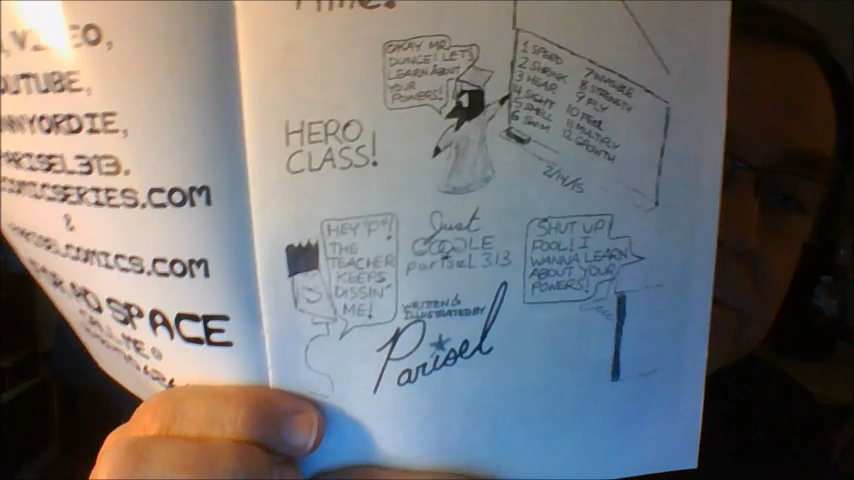 EO,
OUTUBE,
NNYORDIE,
PARISEL313.
COMICSERIES.COM
&
COMICS.COM
AD SPACE
HERO
CLASS!
OKAY MR.
DUNCE! LETS
LEARN ABOUT
YOUR
POWERS!
1 SPEED
2 SHRINK
3 HEAR
4 SIGHT
5 SMELL
6 SWIM
7 INVISIBLE
8 STRENGTH
9 FLY
10 FEEL
11 MULTIPLY
12 GROWTH
2/14/15
HEY "P"!
THE
TEACHER
KEEPS
DISSIN'
ME!
Just
GOOGLE
parisel 313
WRITTEN &
ILLUSTRATED BY
Parisel
SHUT UP
FOOL! I
WANNA LEARN
ABOUT YOUR
POWERS!